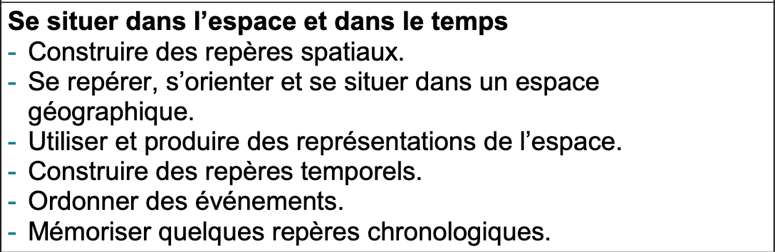 Se situer dans l’espace et dans le temps
- Construire des repères spatiaux.
- Se repérer, s’orienter et se situer dans un espace
géographique.
- Utiliser et produire des représentations de l’espace.
- Construire des repères temporels.
- Ordonner des événements.
- Mémoriser quelques repères chronologiques.